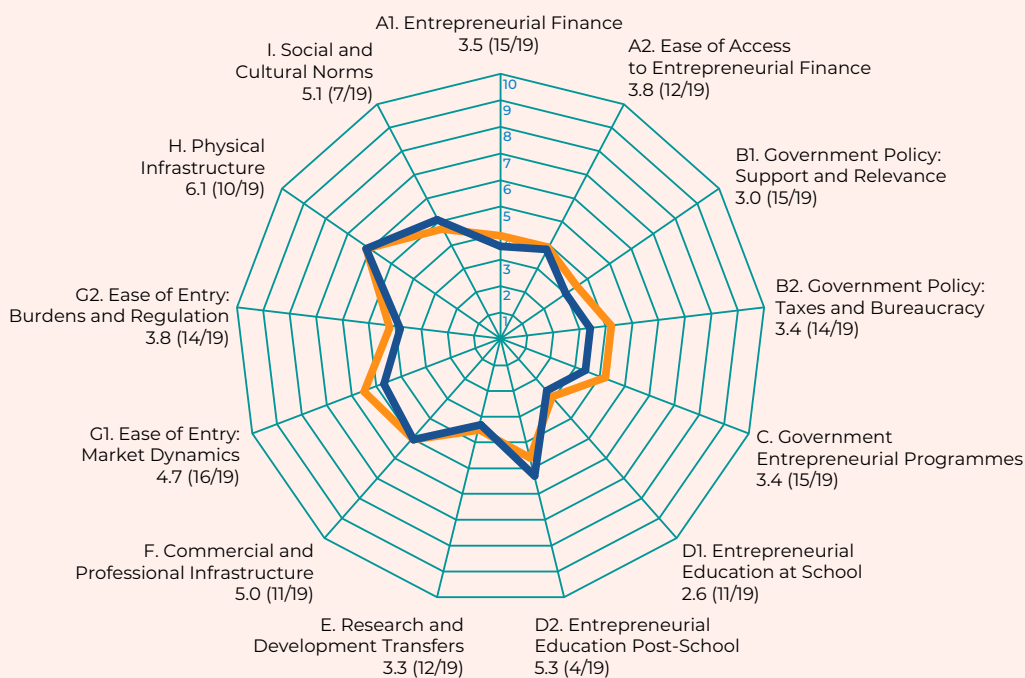 A1. Entrepreneurial Finance
3.5 (15/19)
A2. Ease of Access
to Entrepreneurial Finance
3.8 (12/19)
B1. Government Policy:
Support and Relevance
3.0 (15/19)
B2. Government Policy:
Taxes and Bureaucracy
3.4 (14/19)
C. Government
Entrepreneurial Programmes
3.4 (15/19)
D1. Entrepreneurial
Education at School
2.6 (11/19)
D2. Entrepreneurial
Education Post-School
5.3 (4/19)
E. Research and
Development Transfers
3.3 (12/19)
F. Commercial and
Professional Infrastructure
5.0 (11/19)
G1. Ease of Entry:
Market Dynamics
4.7 (16/19)
G2. Ease of Entry:
Burdens and Regulation
3.8 (14/19)
H. Physical
Infrastructure
6.1 (10/19)
I. Social and
Cultural Norms
5.1 (7/19)
10
9
8
7
6
5
3
2
1